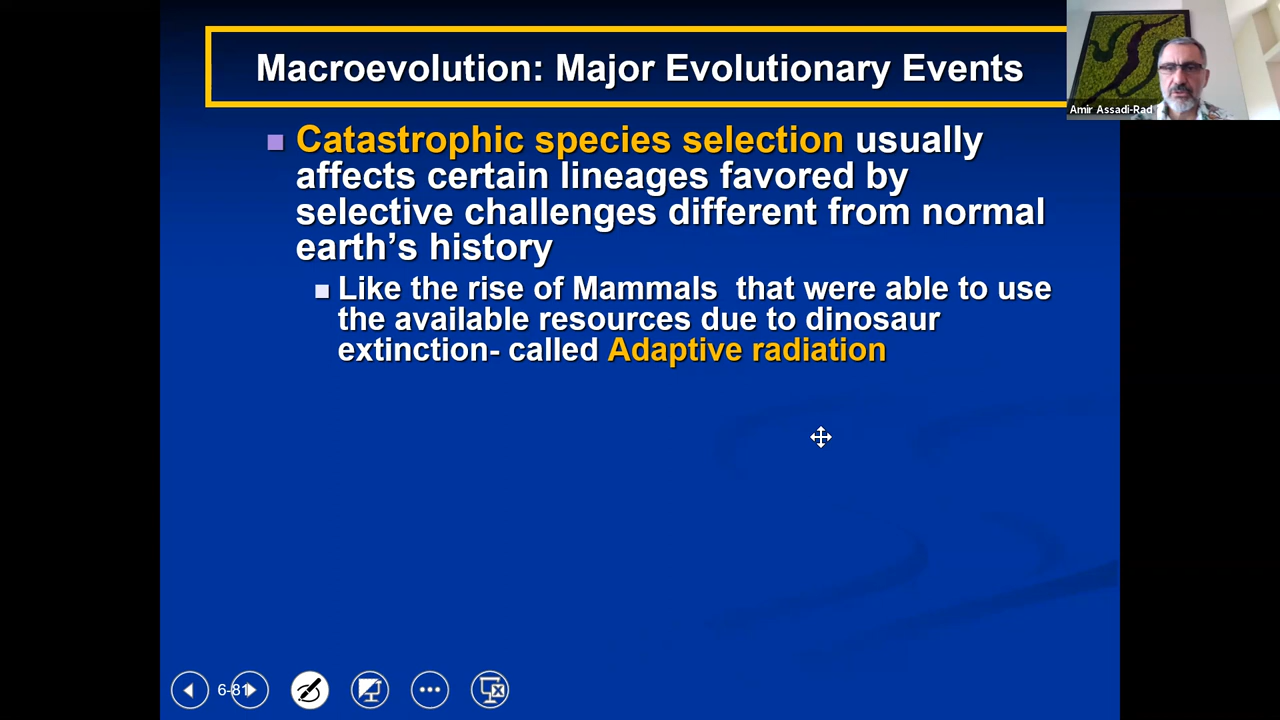 Macroevolution: Major Evolutionary Events
Amir Assadi-Rad
Catastrophic species selection usually
affects certain lineages favored by
selective challenges different from normal
earth’s history
Like the rise of Mammals  that were able to use
the available resources due to dinosaur
extinction- called Adaptive radiation
6-81